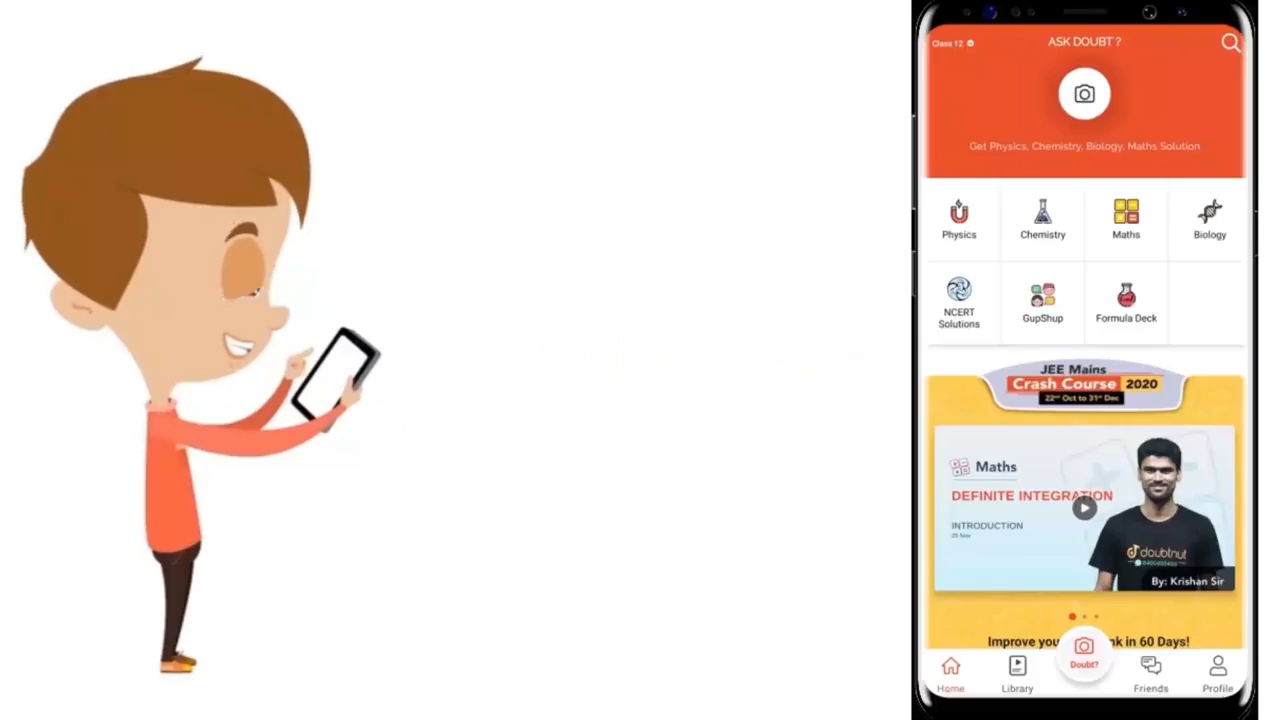 Class 12
ASK DOUBT ?
Get Physics, Chemistry, Biology, Maths Solution
Physics
Chemistry
Maths
Biology
NCERT
Solutions
GupShup
Formula Deck
JEE Mains
Crash Course 2020
22nd Oct to 31st Dec
Maths
DEFINITE INTEGRATION
INTRODUCTION
doubtnut
By: Krishan Sir
Improve you nk in 60 Days!
Doubt?
Home
Library
Friends
Profile